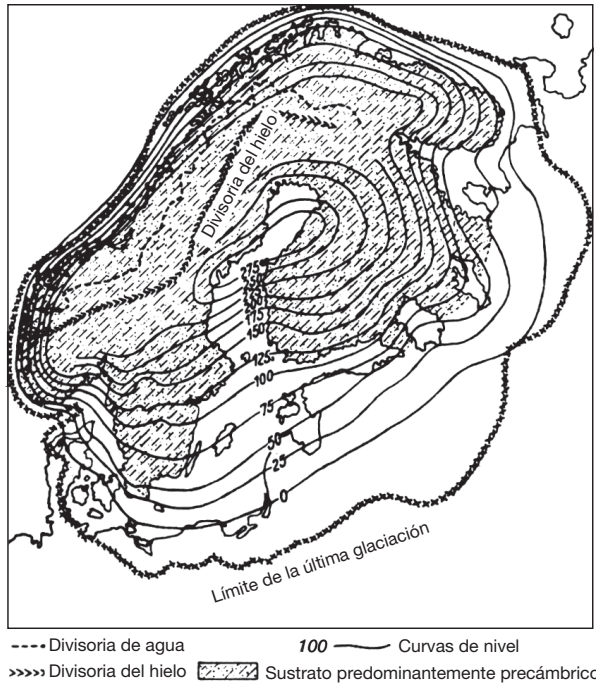 Divisoria del hielo
275
150
125
100
75
50
25
0
Límite de la última glaciación
Divisoria de agua
100 Curvas de nivel
Divisoria del hielo Sustrato predominantemente precámbrico